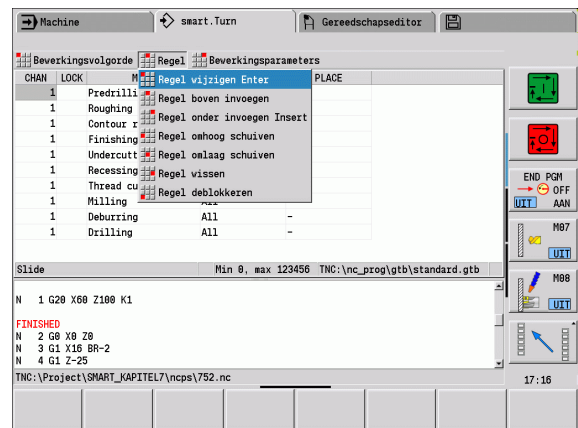 Machine
smart.Turn
Gereedschapseditor
Beverkingsvolgorde Regel Beverkingsparameters
CHAN LOCK M PLACE
1 Predrilli
1 Roughing
1 Contour r
1 Finishing
1 Undercutt
1 Recessing
1 Thread cu
1 Milling All
1 Deburring All -
1 Drilling All -
Regel wijzigen Enter
Regel boven invoegen
Regel onder invoegen Insert
Regel omhoog schuiven
Regel omlaag schuiven
Regel wissen
Regel deblokkeren
Slide Min 0, max 123456 TNC:\nc_prog\gtb\standard.gtb
N 1 G20 X60 Z100 K1
FINISHED
N 2 G0 X0 Z0
N 3 G1 X16 BR-2
N 4 G1 Z-25
TNC:\Project\SMART_KAPITEL7\ncps\752.nc
END PGM
OFF
UIT AAN
M07
UIT
M08
UIT
17:16